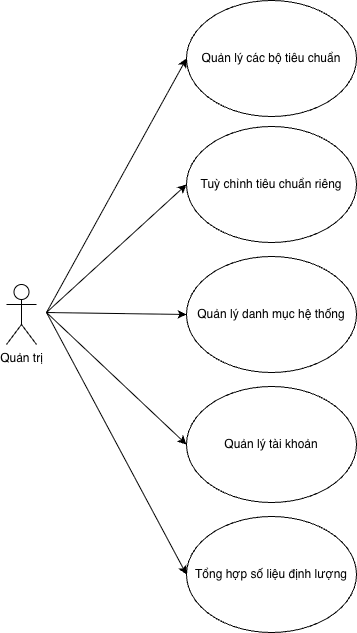 Quản lý các bộ tiêu chuẩn
Tuỳ chỉnh tiêu chuẩn riêng
Quản lý danh mục hệ thống
Quản trị
Quản lý tài khoản
Tổng hợp số liệu định lượng